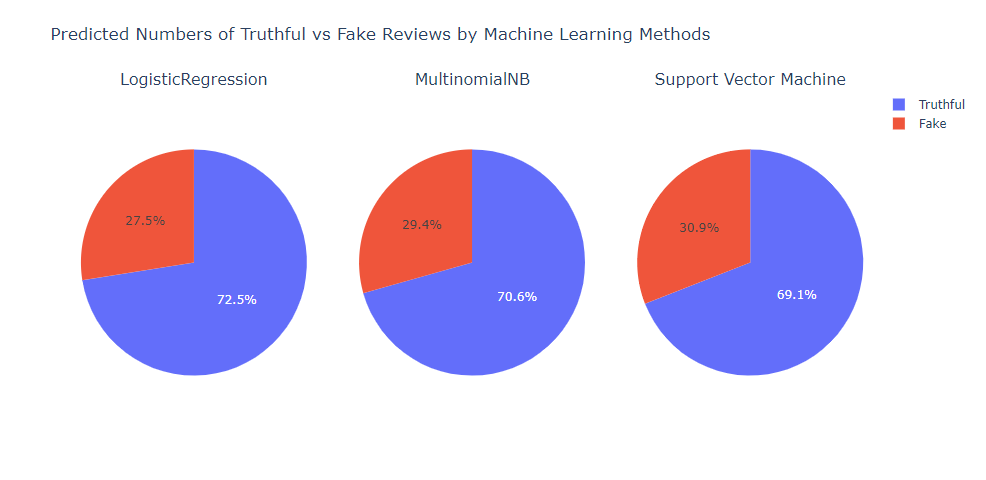 Predicted Numbers of Truthful vs Fake Reviews by Machine Learning Methods
LogisticRegression
MultinomialNB
Support Vector Machine
Truthful
Fake
27.5%
72.5%
29.4%
70.6%
30.9%
69.1%